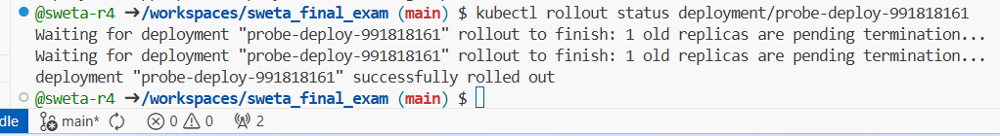 @sweta-r4 ➜/workspaces/sweta_final_exam (main) $ kubectl rollout status deployment/probe-deploy-991818161
Waiting for deployment "probe-deploy-991818161" rollout to finish: 1 old replicas are pending termination...
Waiting for deployment "probe-deploy-991818161" rollout to finish: 1 old replicas are pending termination...
deployment "probe-deploy-991818161" successfully rolled out
@sweta-r4 ➜/workspaces/sweta_final_exam (main) $
dle main* 0 0 2